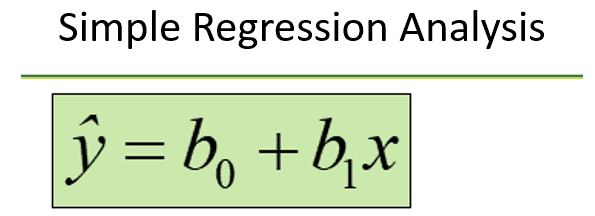 Simple Regression Analysis
ŷ = b₀ + b₁x